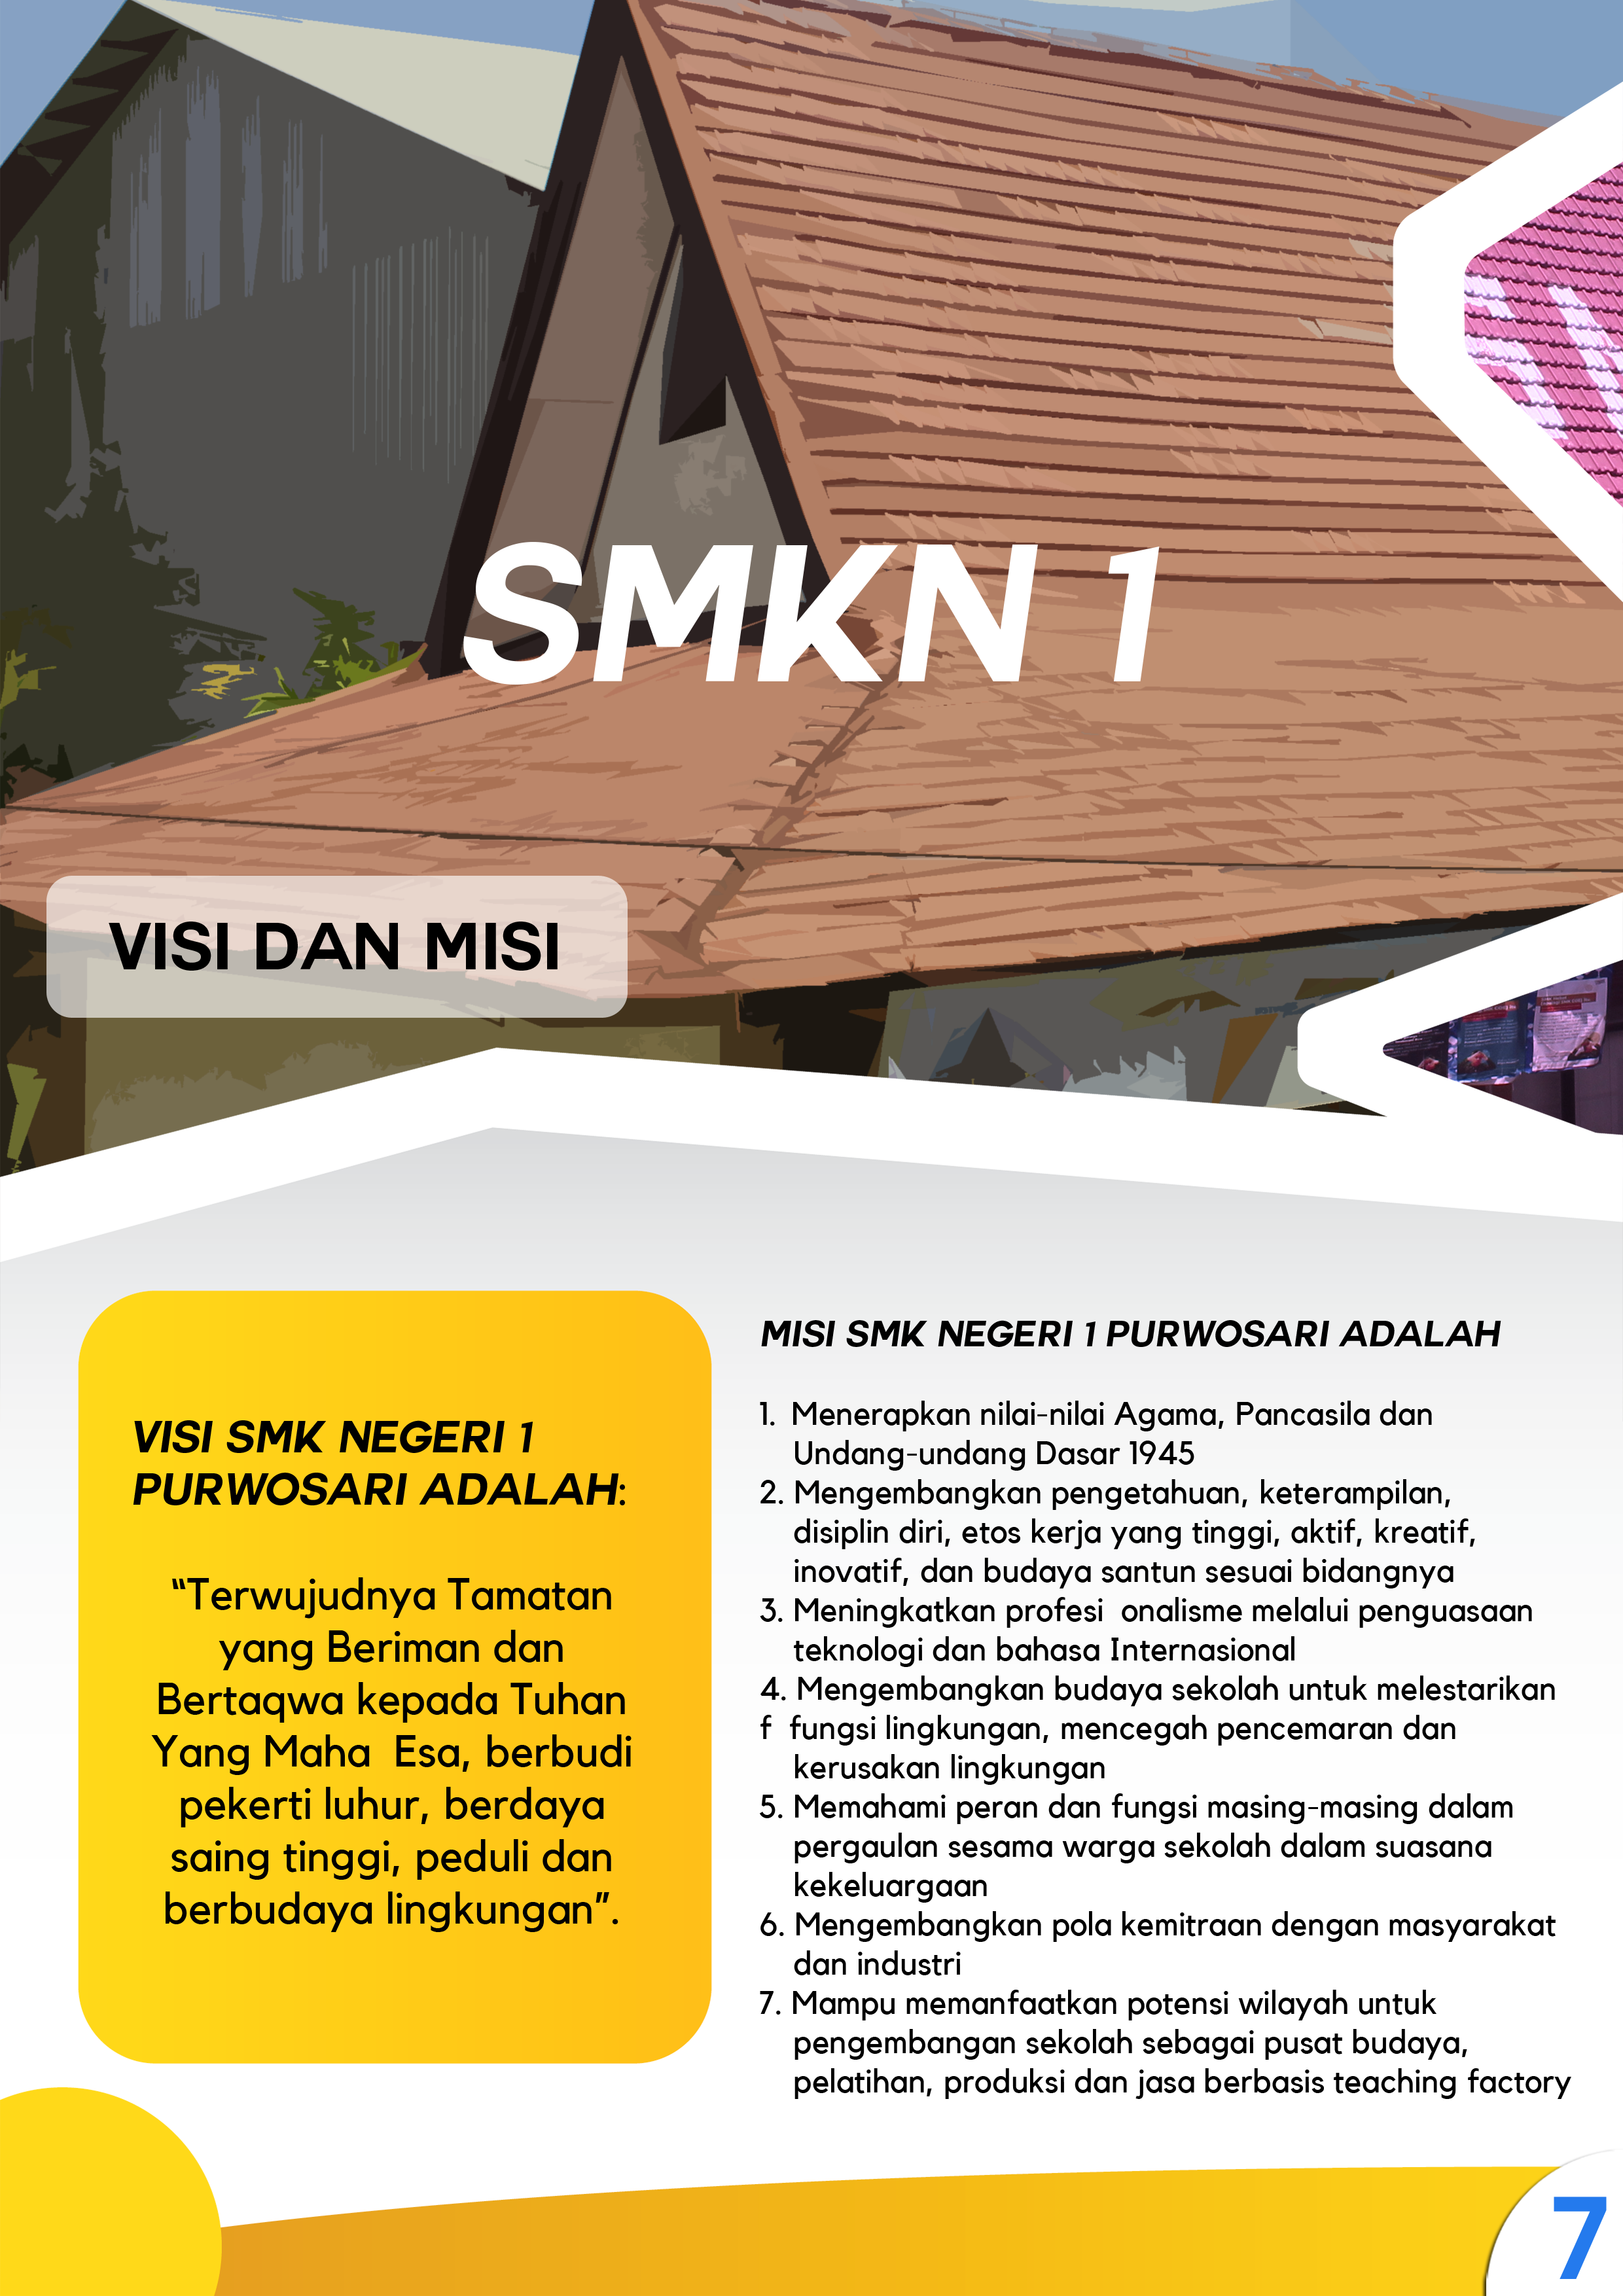 SMKN 1
VISI DAN MISI
VISI SMK NEGERI 1
PURWOSARI ADALAH:
“Terwujudnya Tamatan
yang Beriman dan
Bertaqwa kepada Tuhan
Yang Maha  Esa, berbudi
pekerti luhur, berdaya
saing tinggi, peduli dan
berbudaya lingkungan”.
MISI SMK NEGERI 1 PURWOSARI ADALAH
1. Menerapkan nilai-nilai Agama, Pancasila dan
Undang-undang Dasar 1945
2. Mengembangkan pengetahuan, keterampilan,
disiplin diri, etos kerja yang tinggi, aktif, kreatif,
inovatif, dan budaya santun sesuai bidangnya
3. Meningkatkan profesi  onalisme melalui penguasaan
teknologi dan bahasa Internasional
4. Mengembangkan budaya sekolah untuk melestarikan
f  fungsi lingkungan, mencegah pencemaran dan
kerusakan lingkungan
5. Memahami peran dan fungsi masing-masing dalam
pergaulan sesama warga sekolah dalam suasana
kekeluargaan
6. Mengembangkan pola kemitraan dengan masyarakat
dan industri
7. Mampu memanfaatkan potensi wilayah untuk
pengembangan sekolah sebagai pusat budaya,
pelatihan, produksi dan jasa berbasis teaching factory
7